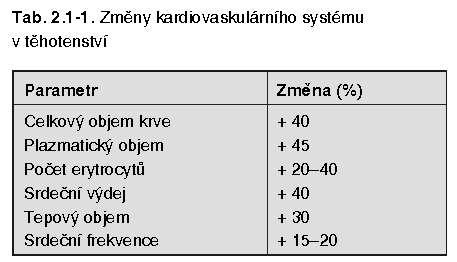 Tab. 2.1-1. Změny kardiovaskulárního systému
v těhotenství
Parametr Změna (%)
Celkový objem krve + 40
Plazmatický objem + 45
Počet erytrocytů + 20–40
Srdeční výdej + 40
Tepový objem + 30
Srdeční frekvence + 15–20